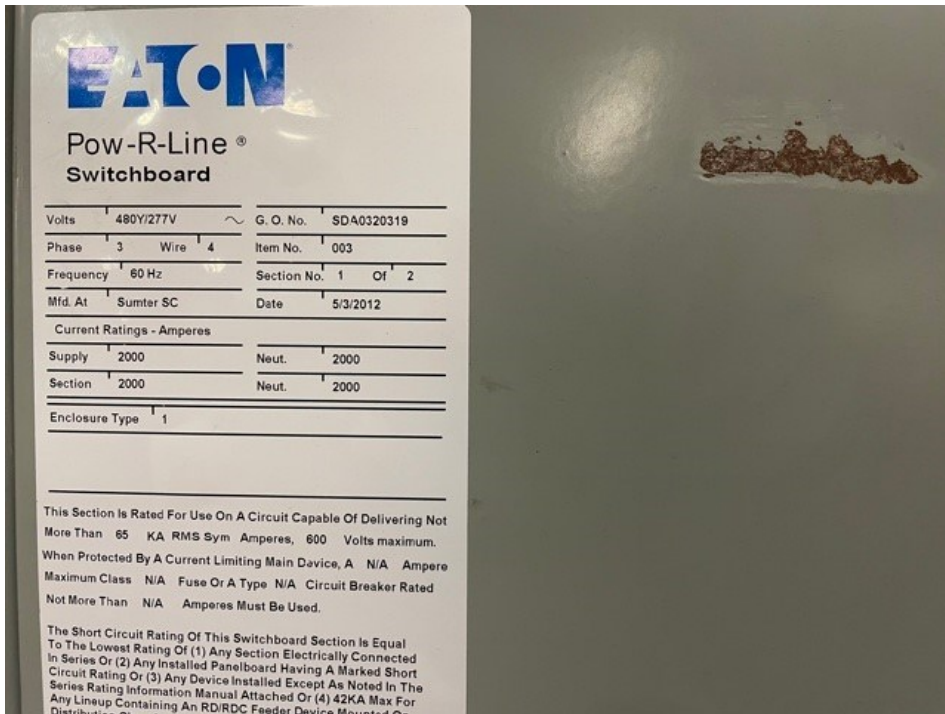 EATON
Pow-R-Line ®
Switchboard
Volts 480Y/277V ~ G. O. No. SDA0320319
Phase 3 Wire 4 Item No. 003
Frequency 60 Hz Section No. 1 Of 2
Mfd. At Sumter SC Date 5/3/2012
Current Ratings - Amperes
Supply 2000 Neut. 2000
Section 2000 Neut. 2000
Enclosure Type 1
This Section Is Rated For Use On A Circuit Capable Of Delivering Not
More Than 65 KA RMS Sym Amperes, 600 Volts maximum.
When Protected By A Current Limiting Main Device, A N/A Ampere
Maximum Class N/A Fuse Or A Type N/A Circuit Breaker Rated
Not More Than N/A Amperes Must Be Used.
The Short Circuit Rating Of This Switchboard Section Is Equal
To The Lowest Rating Of (1) Any Section Electrically Connected
In Series Or (2) Any Installed Panelboard Having A Marked Short
Circuit Rating Or (3) Any Device Installed Except As Noted In The
Series Rating Information Manual Attached Or (4) 42KA Max For
Any Lineup Containing An RD/RDC Feeder Device Mounted